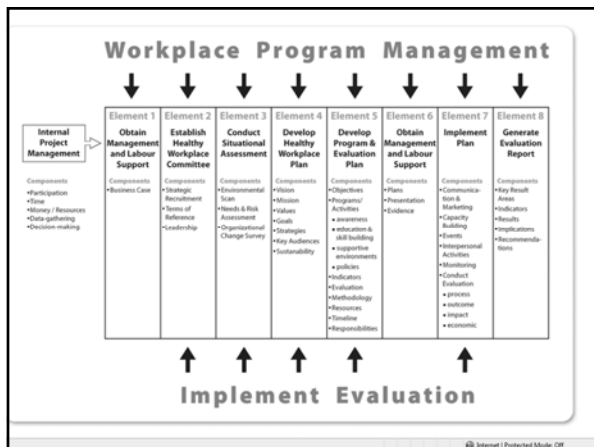 Workplace Program Management
Internal
Project
Management
Components
•Participation
•Time
•Money / Resources
•Data-gathering
•Decision-making
Element 1
Obtain
Management
and Labour
Support
Components
•Business Case
Element 2
Establish
Healthy
Workplace
Committee
Components
•Strategic
Recruitment
•Terms of
Reference
•Leadership
Element 3
Conduct
Situational
Assessment
Components
•Environmental
Scan
•Needs & Risk
Assessment
•Organizational
Change Survey
Element 4
Develop
Healthy
Workplace
Plan
Components
•Vision
•Mission
•Values
•Goals
•Strategies
•Key Audiences
•Sustainability
Element 5
Develop
Program &
Evaluation
Plan
Components
•Objectives
•Programs/
Activities
• awareness
• education &
skill building
• supportive
environments
• policies
•Indicators
•Evaluation
•Methodology
•Resources
•Timeline
•Responsibilities
Element 6
Obtain
Management
and Labour
Support
Components
•Plans
•Presentation
•Evidence
Element 7
Implement
Plan
Components
•Communica-
tion &
Marketing
•Capacity
Building
•Events
•Interpersonal
Activities
•Monitoring
•Conduct
Evaluation
• process
• outcome
• impact
• economic
Element 8
Generate
Evaluation
Report
Components
•Key Result
Areas
•Indicators
•Results
•Implications
•Recommenda-
tions
Implement Evaluation
Internet | Protected Mode: Off